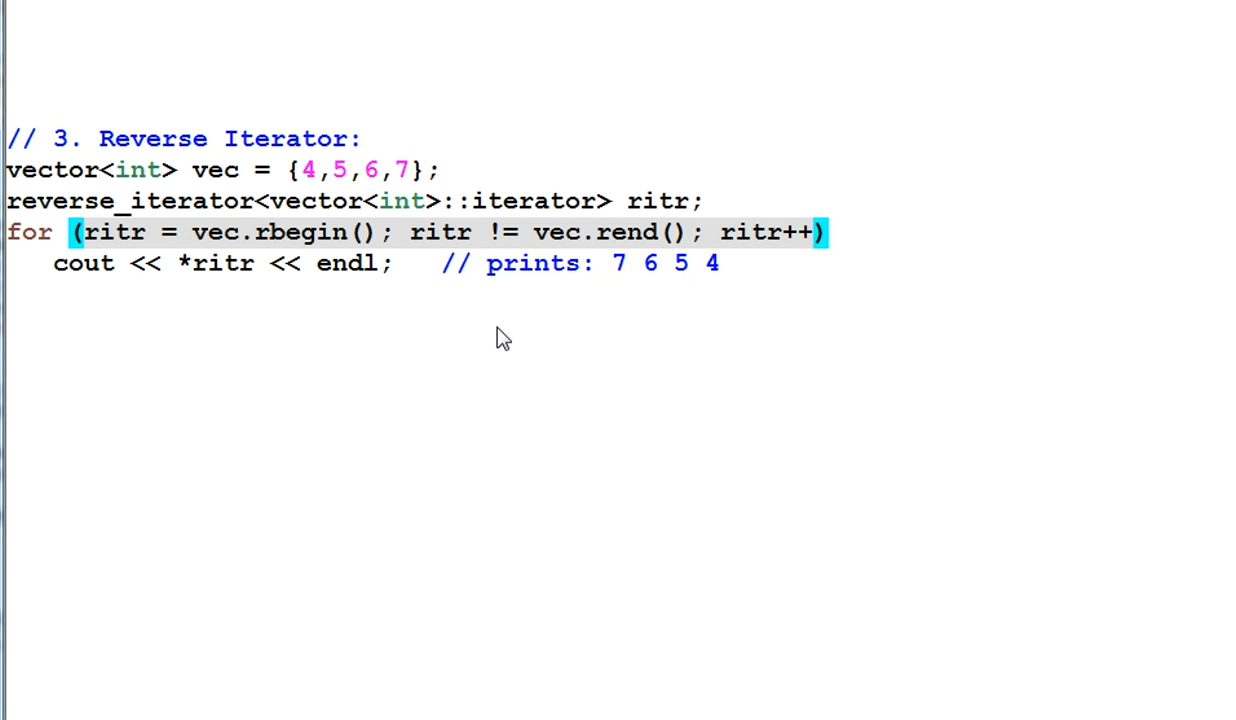 // 3. Reverse Iterator:
vector<int> vec = {4,5,6,7};
reverse_iterator<vector<int>::iterator> ritr;
for (ritr = vec.rbegin(); ritr != vec.rend(); ritr++)
   cout << *ritr << endl;   // prints: 7 6 5 4